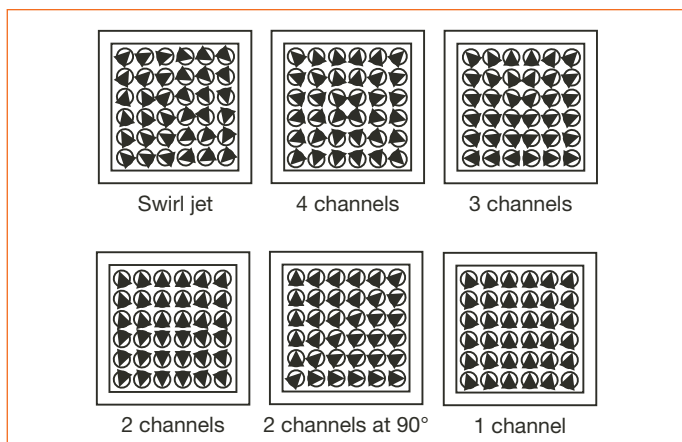 Swirl jet
4 channels
3 channels
2 channels
2 channels at 90°
1 channel